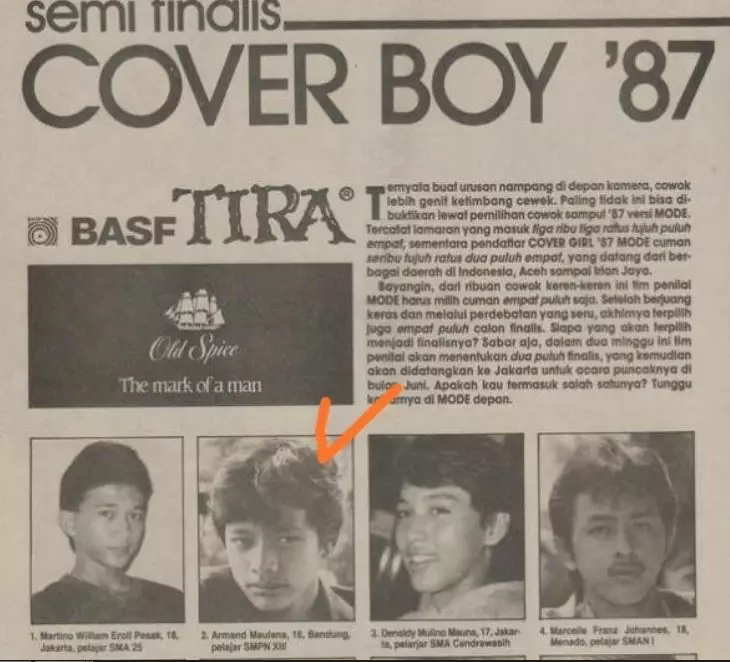 semi finalis
COVER BOY '87
BASF TIRA®
Ternyata buat urusan nampang di depan kamera, cowok
lebih genit ketimbang cewek. Paling tidak ini bisa di-
buktikan lewat pemilihan cowok sampul '87 versi MODE.
Tercatat lamaran yang masuk tiga ribu tiga ratus tujuh puluh
empat, sementara pendaftar COVER GIRL '87 MODE cuman
seribu tujuh ratus dua puluh empat, yang datang dari ber-
bagai daerah di Indonesia, Aceh sampai Irian Jaya.
Bayangin, dari ribuan cowok keren-keren ini tim penilai
MODE harus milih cuman empat puluh saja. Setelah berjuang
keras dan melalui perdebatan yang seru, akhirnya terpilih
juga empat puluh calon finalis. Siapa yang akan terpilih
menjadi finalisnya? Sabar aja, dalam dua minggu ini tim
penilai akan menentukan dua puluh finalis, yang kemudian
akan didatangkan ke Jakarta untuk acara puncaknya di
bulan Juni. Apakah kau termasuk salah satunya? Tunggu
di MODE depan.
Old Spice
The mark of a man
1. Martino William Eroll Pesak, 18,
Jakarta, pelajar SMA 25
2. Armand Maulana, 16, Bandung,
pelajar SMPN XIII
3. Denaldy Mulino Mauna, 17, Jakar-
ta, pelajar SMA Candrawasih
4. Marcelle Franz Johannes, 18,
Menado, pelajar SMAN I